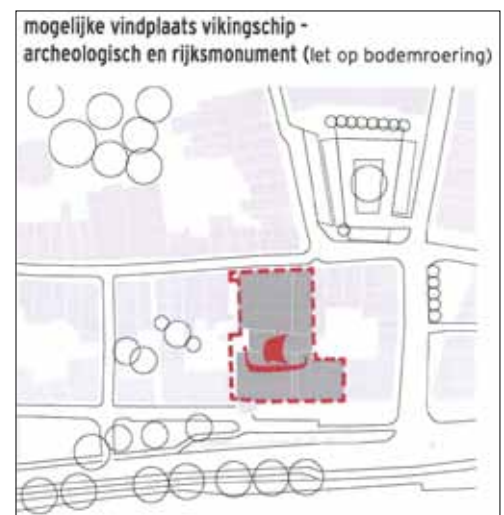 mogelijke vindplaats vikingschip -
archeologisch en rijksmonument (let op bodemroering)